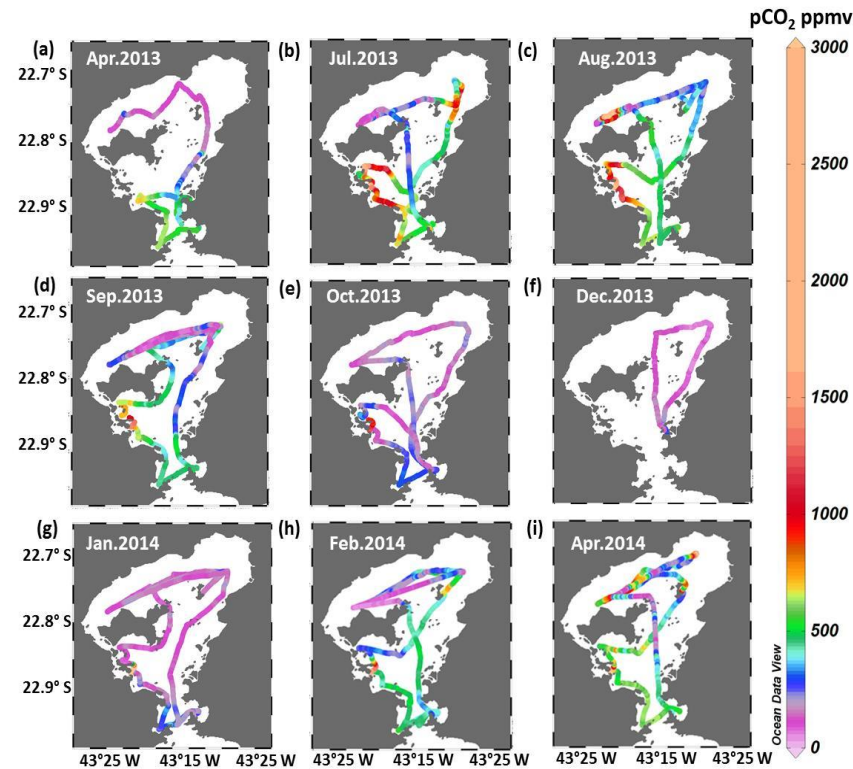 pCO₂ ppmv
(a) Apr.2013
(b) Jul.2013
(c) Aug.2013
22.7°S
22.8°S
22.9°S
(d) Sep.2013
(e) Oct.2013
(f) Dec.2013
22.7°S
22.8°S
22.9°S
(g) Jan.2014
(h) Feb.2014
(i) Apr.2014
22.7°S
22.8°S
22.9°S
43°25 W 43°15 W 43°25 W 43°25 W 43°15 W 43°25 W 43°25 W 43°15 W 43°25 W
3000
2500
2000
1500
1000
500
0
Ocean Data View